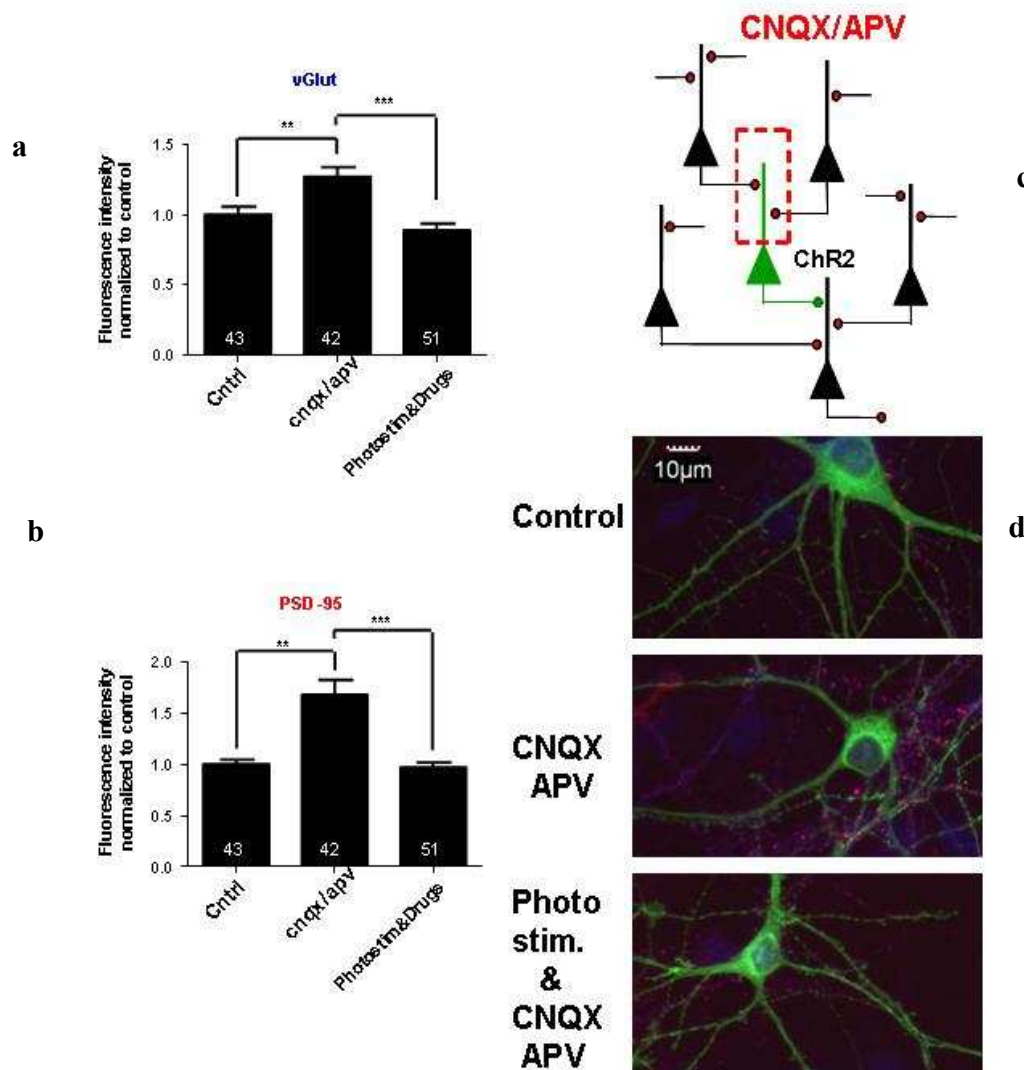 a
vGlut
**
***
Fluorescence intensity
normalized to control
1.5
1.0
0.5
0.0
43
42
51
Cntrl
cnqx/apv
Photostim&Drugs
b
PSD-95
**
***
Fluorescence intensity
normalized to control
2.0
1.5
1.0
0.5
0.0
43
42
51
Cntrl
cnqx/apv
Photostim&Drugs
CNQX/APV
c
ChR2
d
10µm
Control
CNQX
APV
Photo
stim.
&
CNQX
APV